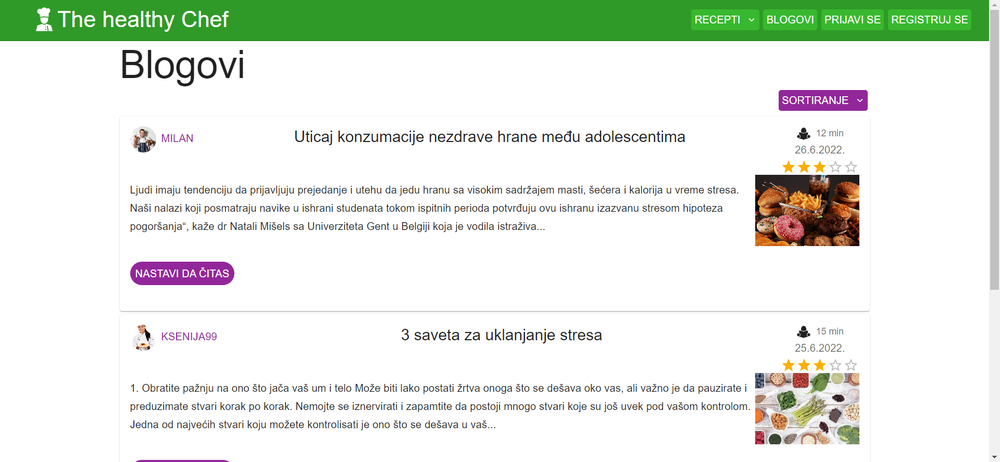 The healthy Chef
RECEPTI
BLOGOVI
PRIJAVI SE
REGISTRUJ SE
Blogovi
SORTIRANJE
MILAN
Uticaj konzumacije nezdrave hrane među adolescentima
12 min
26.6.2022.
Ljudi imaju tendenciju da prijavljuju prejedanje i utehu da jedu hranu sa visokim sadržajem masti, šećera i kalorija u vreme stresa.
Naši nalazi koji posmatraju navike u ishrani studenata tokom ispitnih perioda potvrđuju ovu ishranu izazvanu stresom hipoteza
pogoršanja“, kaže dr Natali Mišels sa Univerziteta Gent u Belgiji koja je vodila istraživa...
NASTAVI DA ČITAS
KSENIJA99
3 saveta za uklanjanje stresa
15 min
25.6.2022.
1. Obratite pažnju na ono što jača vaš um i telo Može biti lako postati žrtva onoga što se dešava oko vas, ali važno je da pauzirate i
preduzimate stvari korak po korak. Nemojte se iznervirati i zapamtite da postoji mnogo stvari koje su još uvek pod vašom kontrolom.
Jedna od najvećih stvari koju možete kontrolisati je ono što se dešava u vaš...